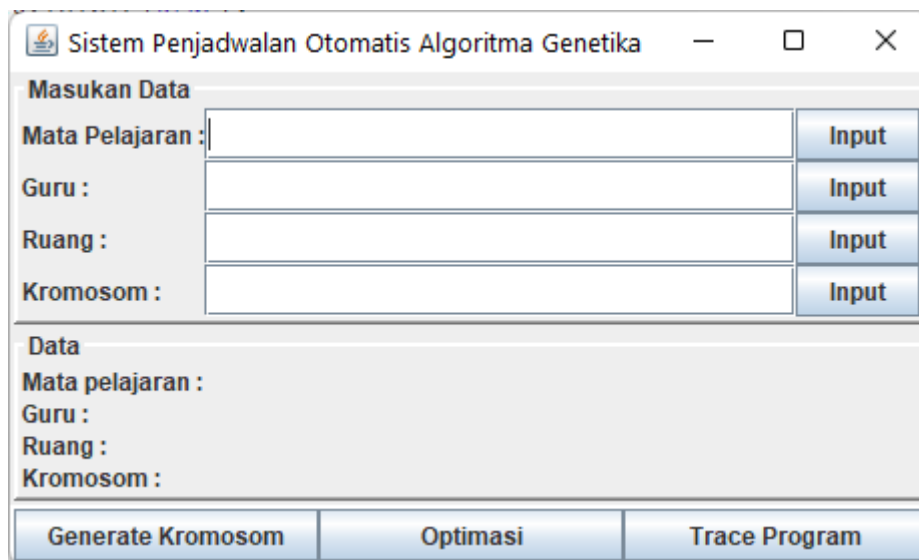 Sistem Penjadwalan Otomatis Algoritma Genetika
Masukan Data
Mata Pelajaran : Input
Guru : Input
Ruang : Input
Kromosom : Input
Data
Mata pelajaran :
Guru :
Ruang :
Kromosom :
Generate Kromosom Optimasi Trace Program